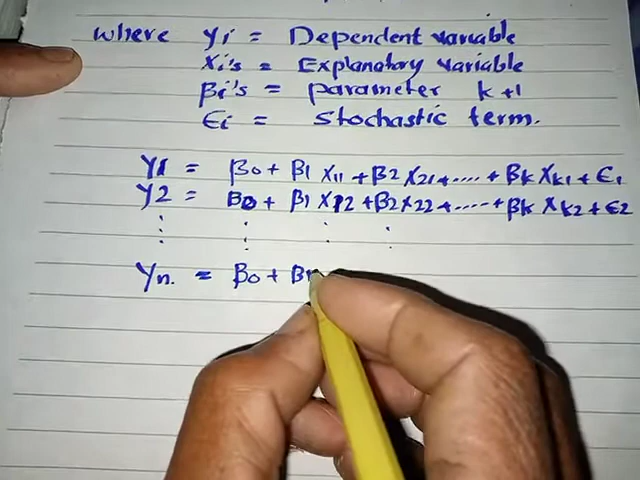 where yi = Dependent variable
xi's = Explanatory variable
βi's = parameter k+1
ϵi = stochastic term.
Y1 = β0 + β1 X11 + β2 X21 + .... + βk Xk1 + ϵ1
Y2 = β0 + β1 X12 + β2 X22 + .... + βk Xk2 + ϵ2
⋮ ⋮ ⋮ ⋮
Yn. = β0 + β1